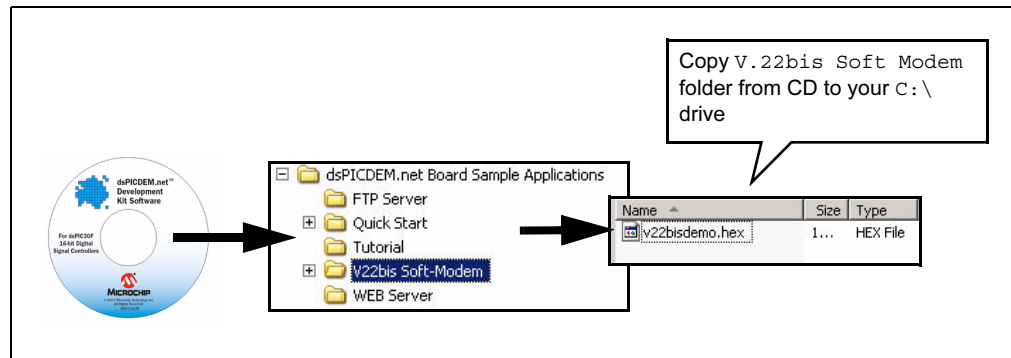 Copy V.22bis Soft Modem
folder from CD to your C:\
drive
dsPICDEM.net™
Development
Kit Software
For dsPIC30F
16-bit Digital
Signal Controllers
MICROCHIP
dsPICDEM.net Board Sample Applications
FTP Server
Quick Start
Tutorial
V22bis Soft-Modem
WEB Server
Name Size Type
v22bisdemo.hex 1... HEX File